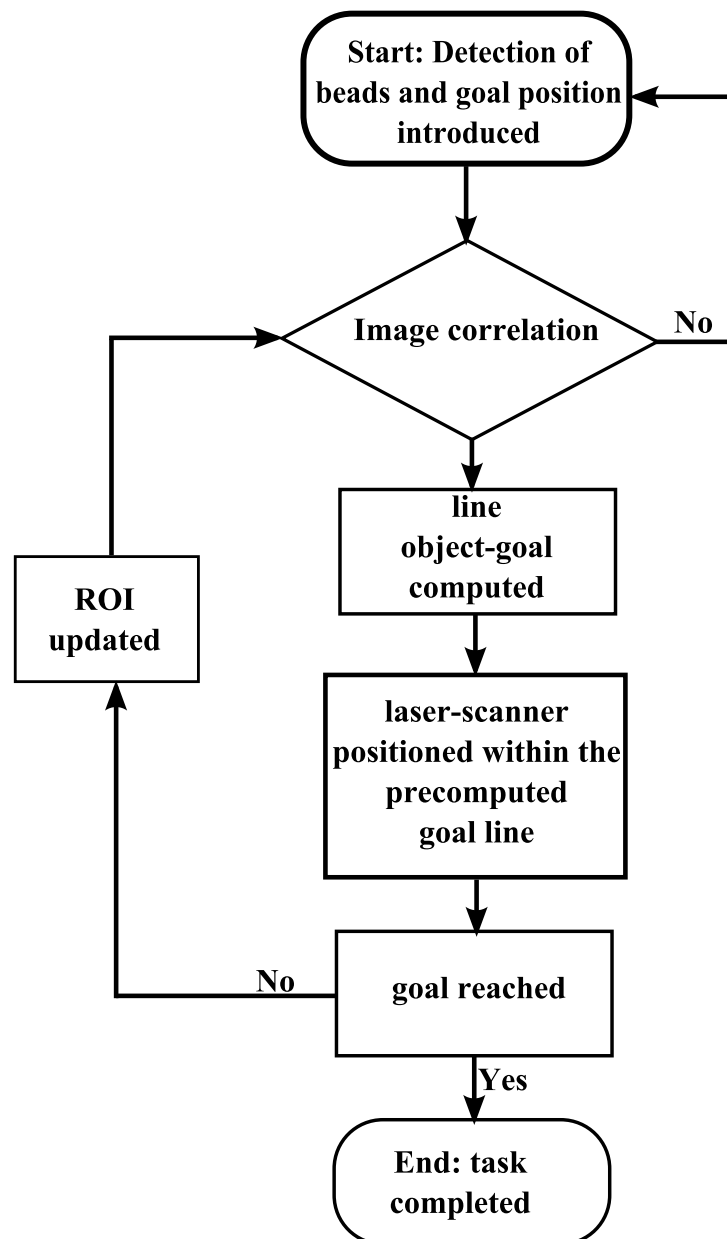 Start: Detection of
beads and goal position
introduced
Image correlation
No
line
object-goal
computed
ROI
updated
laser-scanner
positioned within the
precomputed
goal line
No
goal reached
Yes
End: task
completed